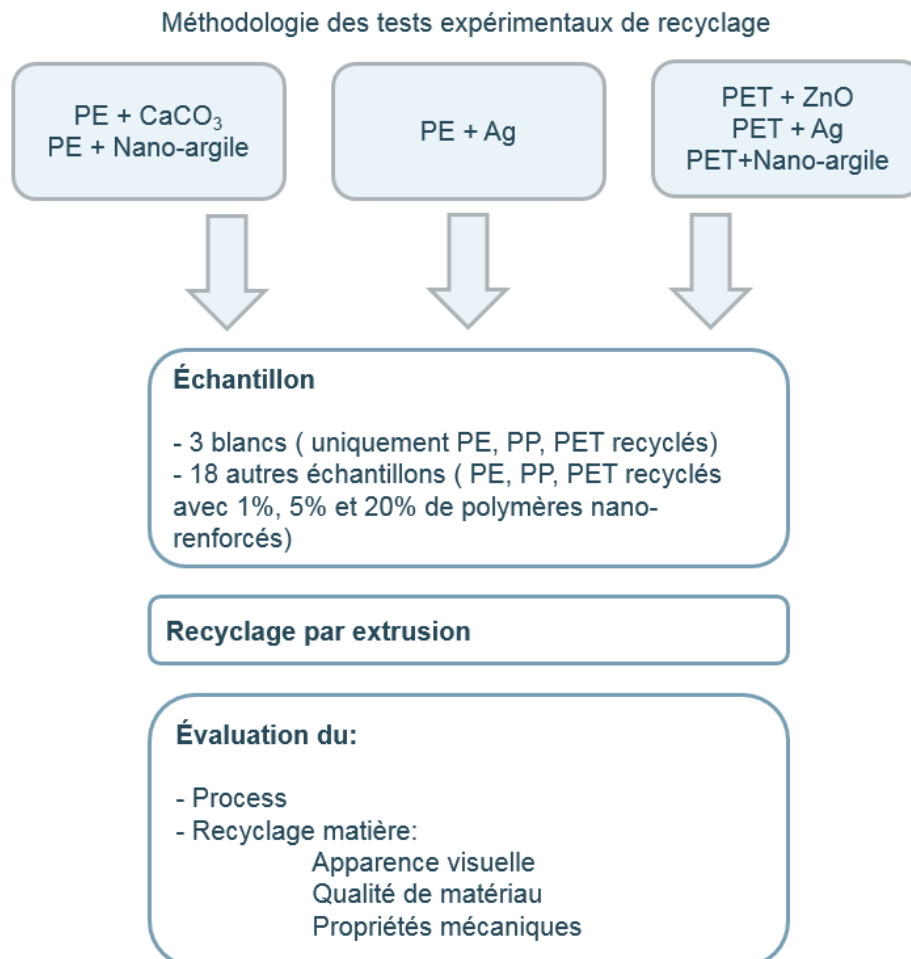 Méthodologie des tests expérimentaux de recyclage
PE + CaCO₃
PE + Nano-argile
PE + Ag
PET + ZnO
PET + Ag
PET+Nano-argile
Échantillon
- 3 blancs ( uniquement PE, PP, PET recyclés)
- 18 autres échantillons ( PE, PP, PET recyclés
avec 1%, 5% et 20% de polymères nano-
renforcés)
Recyclage par extrusion
Évaluation du:
- Process
- Recyclage matière:
Apparence visuelle
Qualité de matériau
Propriétés mécaniques